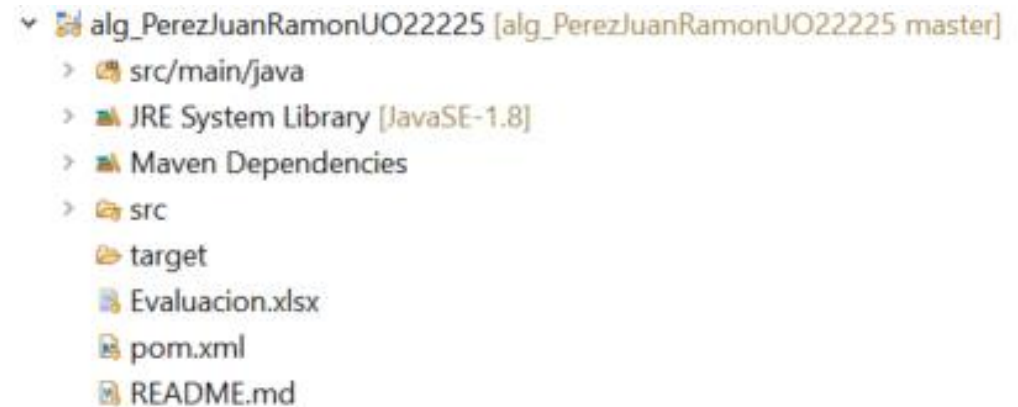 alg_PerezJuanRamonUO22225 [alg_PerezJuanRamonUO22225 master]
src/main/java
JRE System Library [JavaSE-1.8]
Maven Dependencies
src
target
Evaluacion.xlsx
pom.xml
README.md